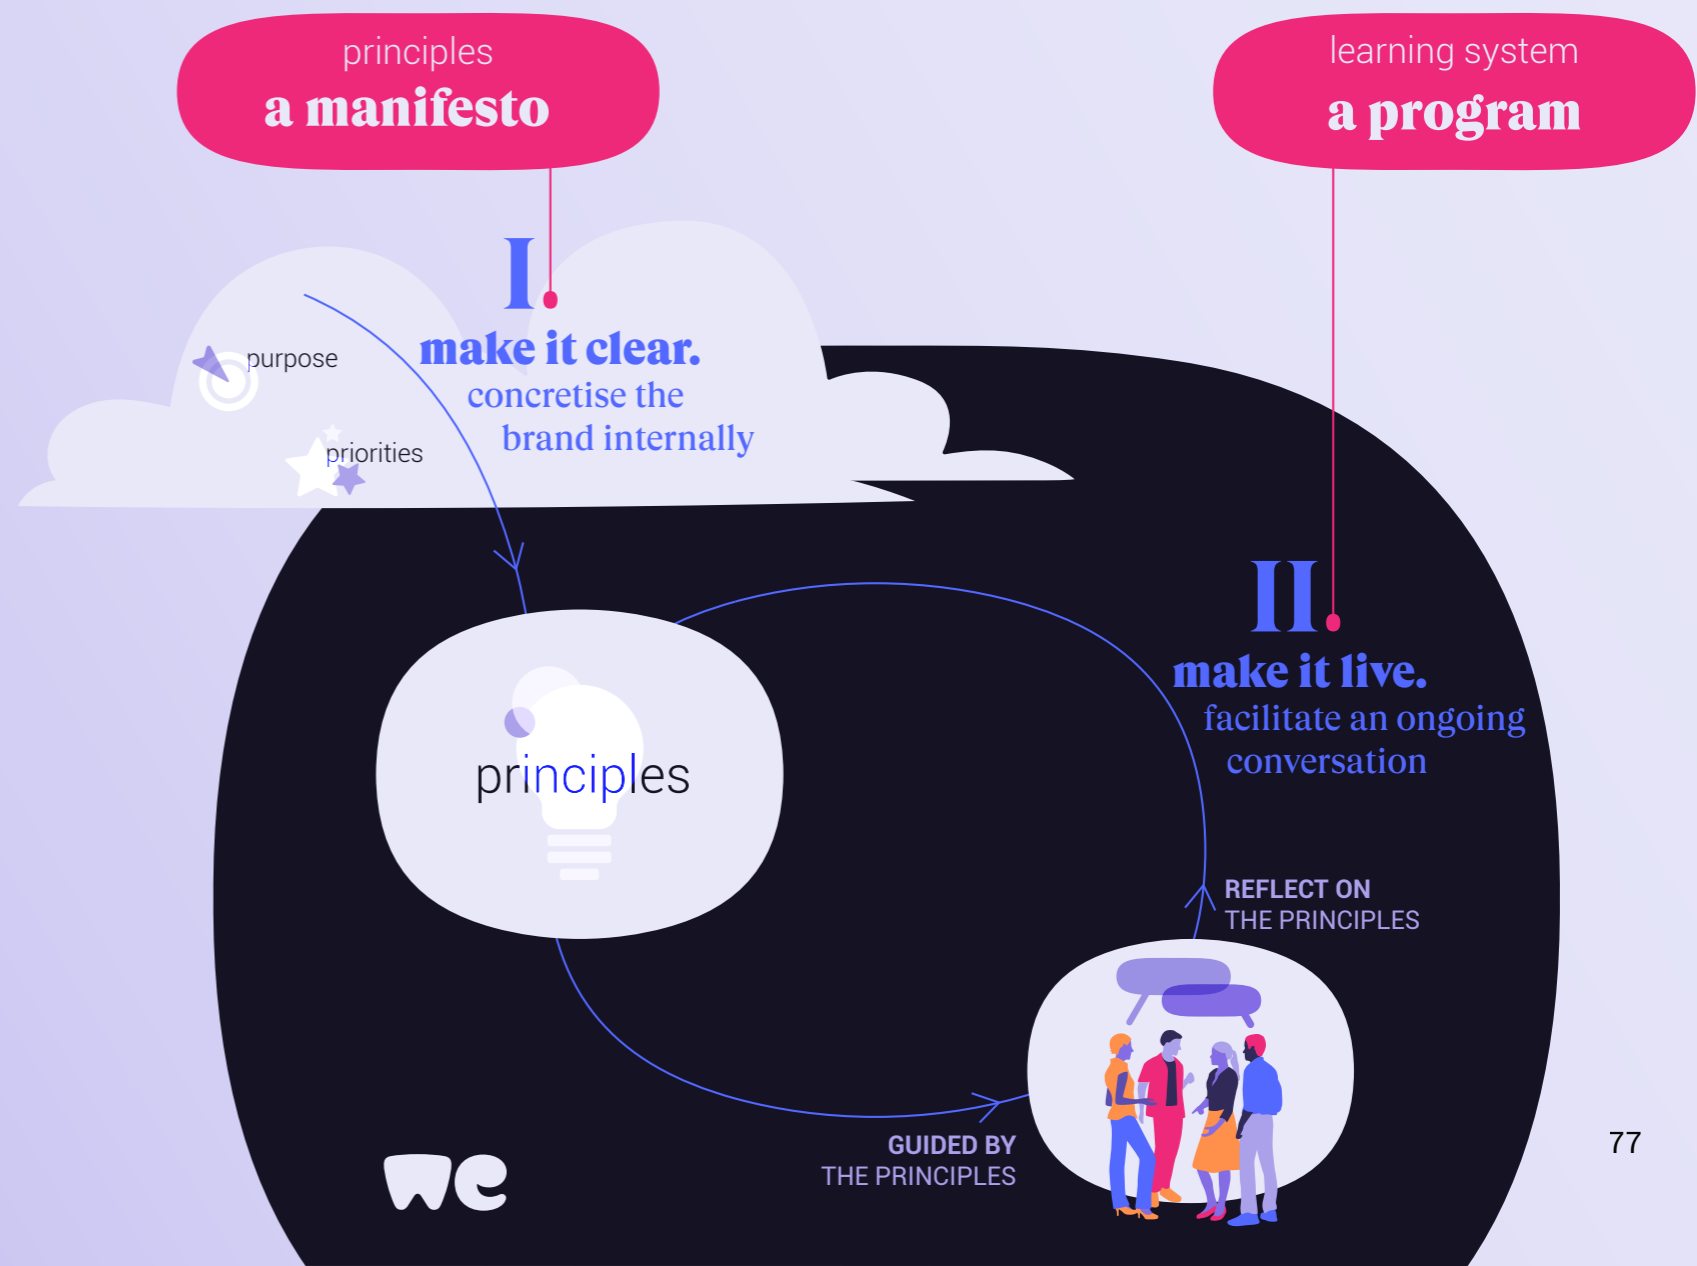 principles
a manifesto
learning system
a program
I.
make it clear.
concretise the
brand internally
purpose
priorities
II.
make it live.
facilitate an ongoing
conversation
principles
REFLECT ON
THE PRINCIPLES
GUIDED BY
THE PRINCIPLES
we
77